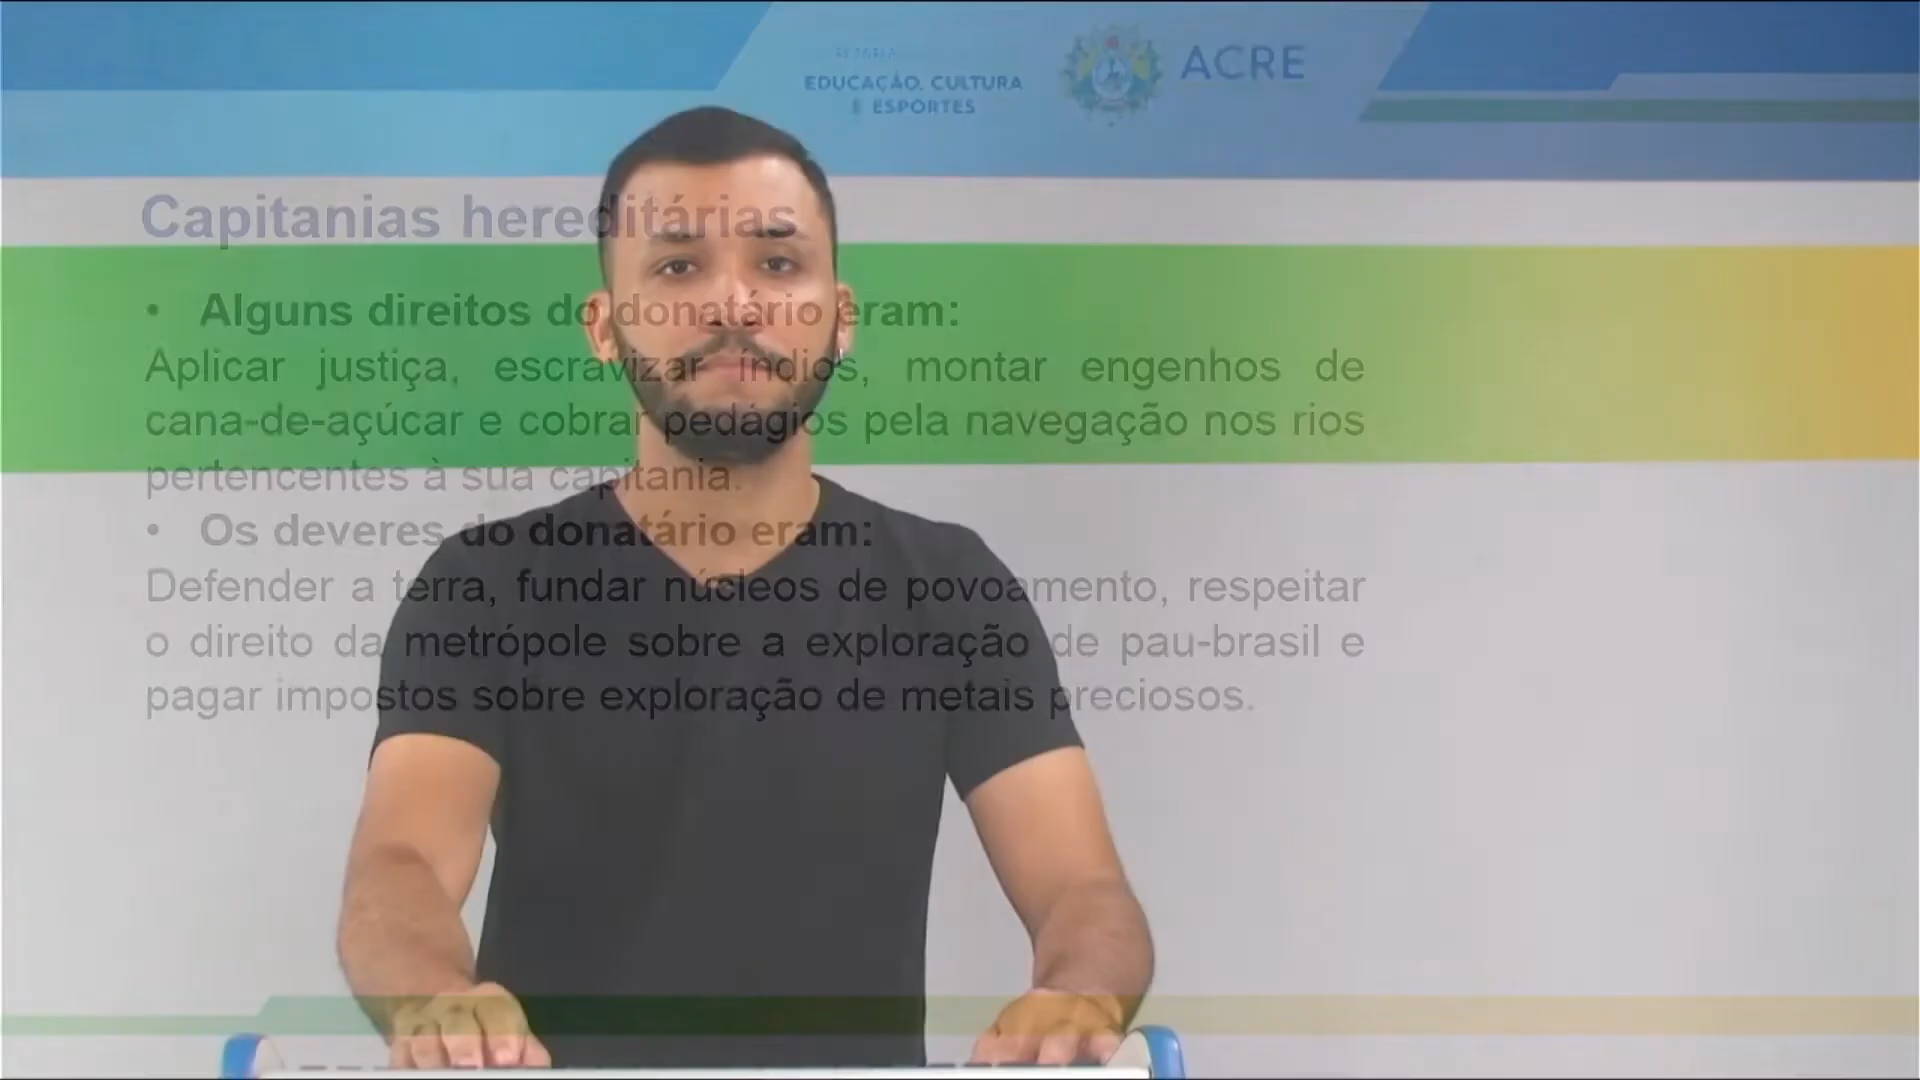 EDUCAÇÃO, CULTURA
E ESPORTES
ACRE
Capitanias hereditárias
• Alguns direitos do donatário eram:
Aplicar justiça, escravizar índios, montar engenhos de
cana-de-açúcar e cobrar pedágios pela navegação nos rios
pertencentes à sua capitania.
• Os deveres do donatário eram:
Defender a terra, fundar núcleos de povoamento, respeitar
o direito da metrópole sobre a exploração de pau-brasil e
pagar impostos sobre exploração de metais preciosos.